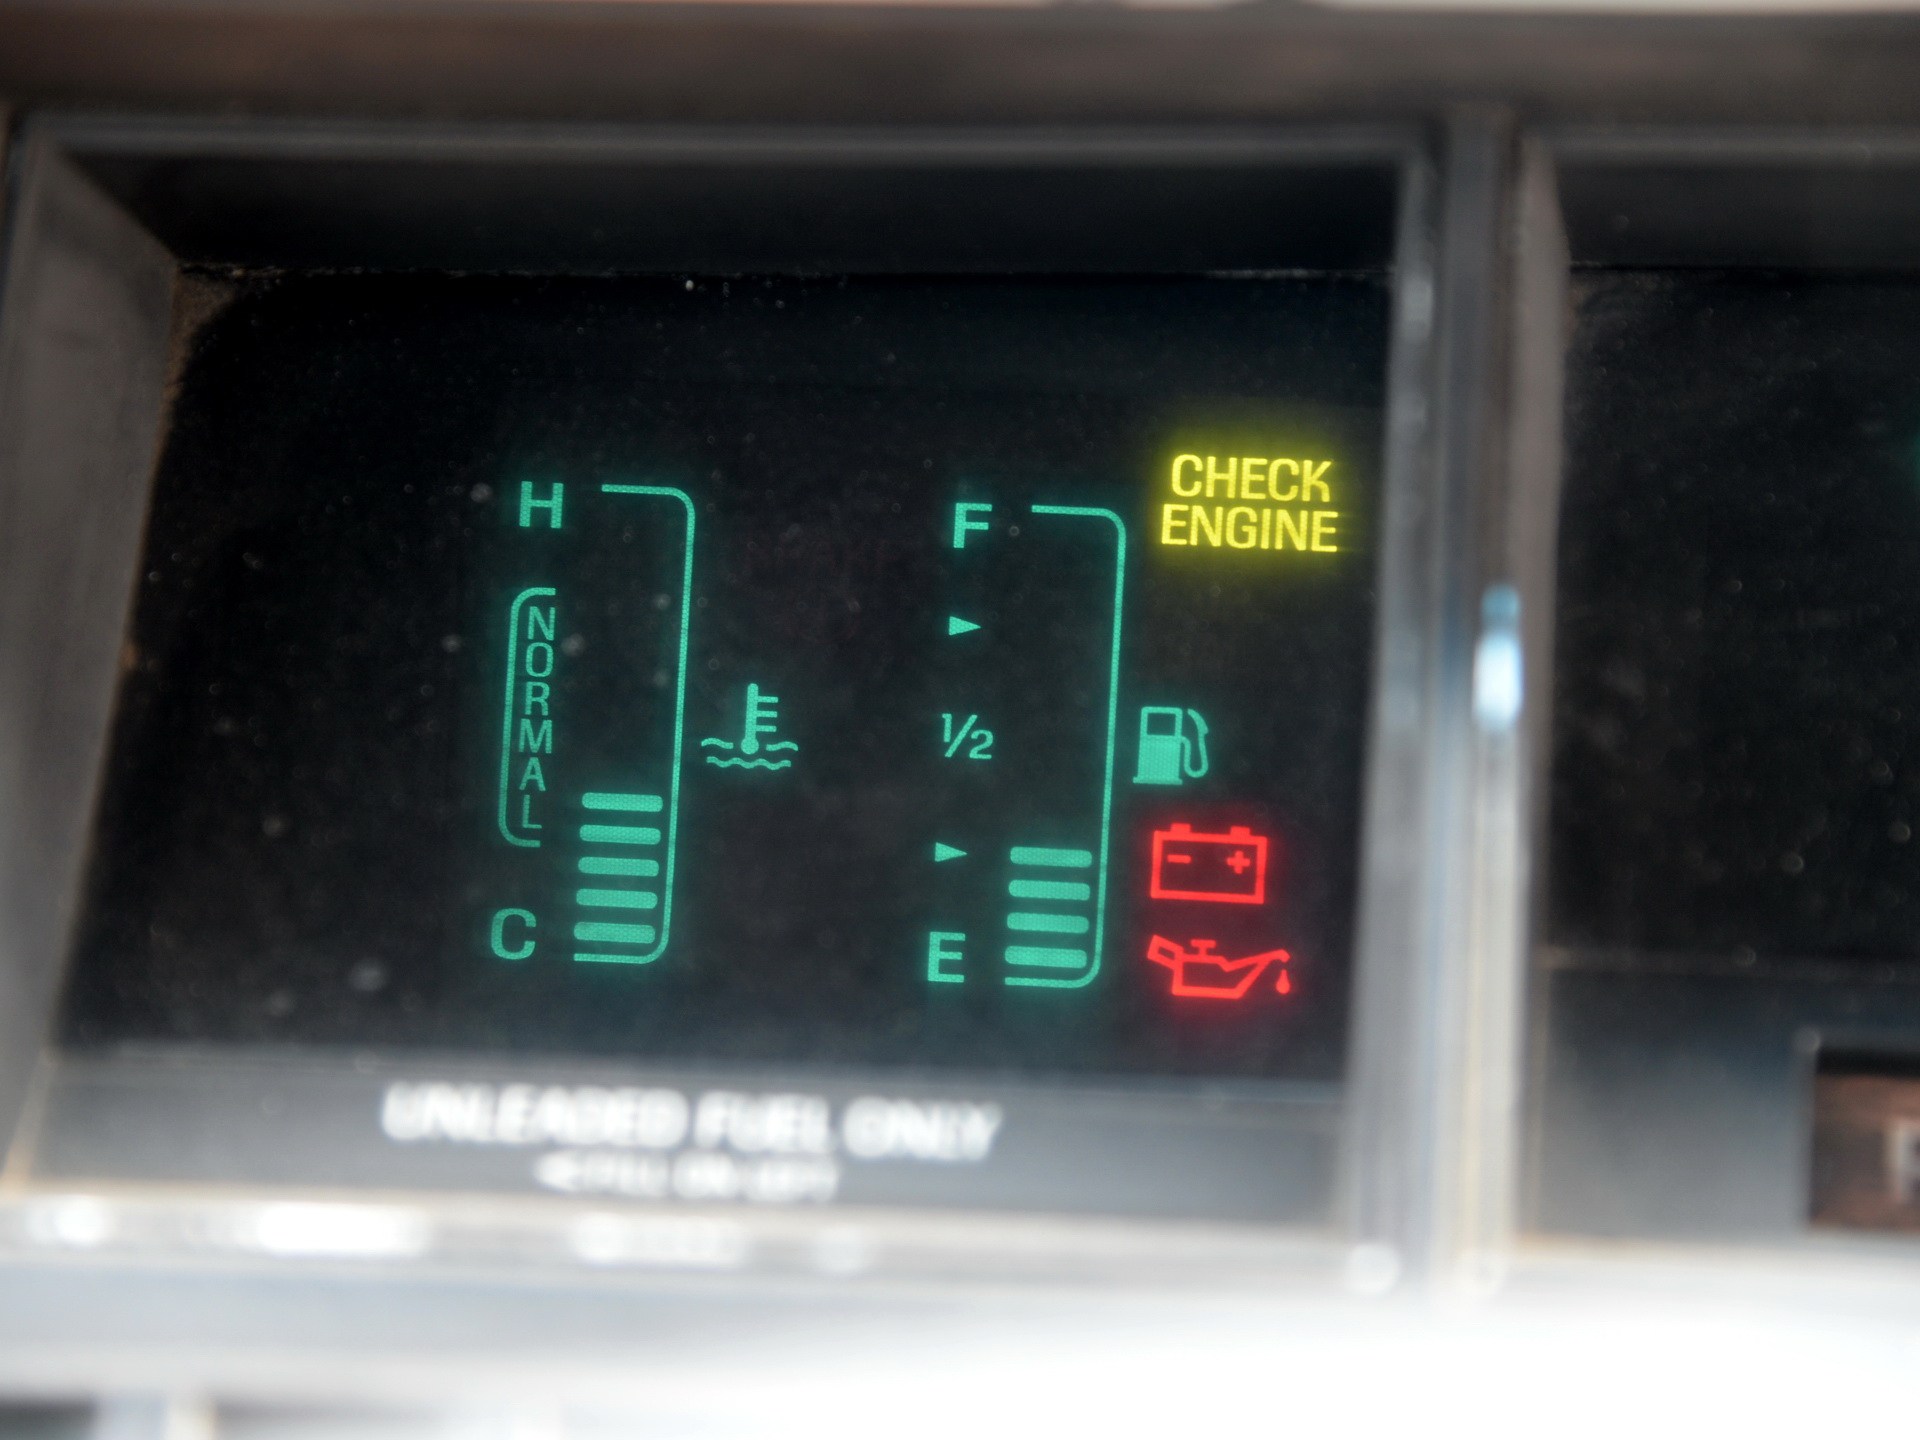 CHECK
ENGINE
H
F
NORMAL
1/2
C
E
UNLEADED FUEL ONLY